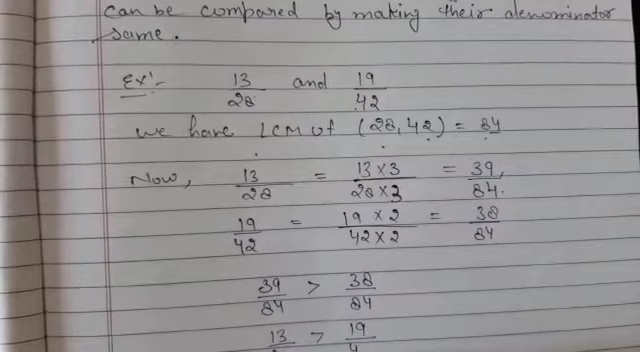 can be compared by making their denominator
same.
Ex:- 13/28 and 19/42
we have LCM of (28,42) = 84
Now, 13/28 = 13×3/28×3 = 39/84.
19/42 = 19×2/42×2 = 38/84
39/84 > 38/84
13 > 19